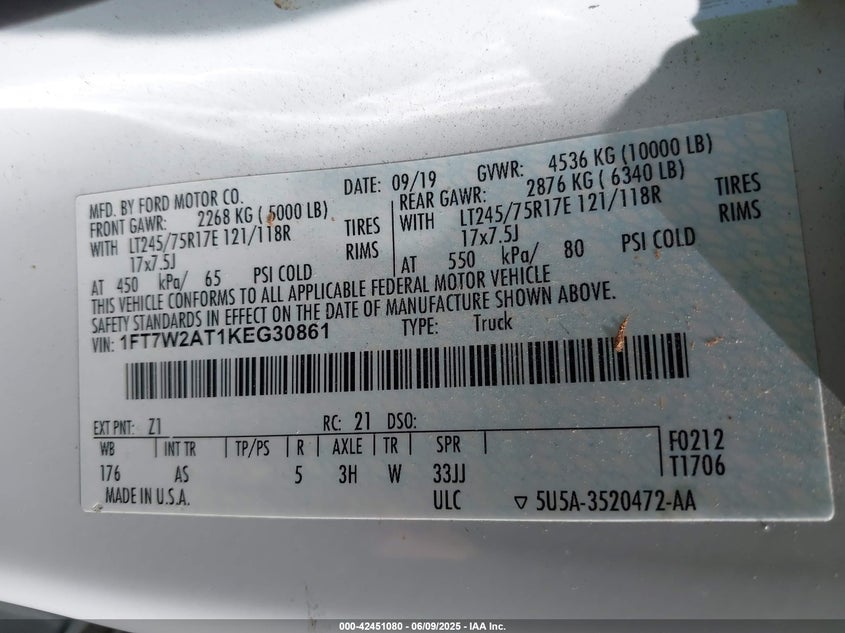 MFD. BY FORD MOTOR CO.
DATE: 09/19 GVWR: 4536 KG (10000 LB)
FRONT GAWR: 2268 KG ( 5000 LB)
WITH LT245/75R17E 121/118R TIRES
17x7.5J RIMS
AT 450 kPa/ 65 PSI COLD
REAR GAWR: 2876 KG ( 6340 LB)
WITH LT245/75R17E 121/118R TIRES
17x7.5J RIMS
AT 550 kPa/ 80 PSI COLD
THIS VEHICLE CONFORMS TO ALL APPLICABLE FEDERAL MOTOR VEHICLE
SAFETY STANDARDS IN EFFECT ON THE DATE OF MANUFACTURE SHOWN ABOVE.
VIN: 1FT7W2AT1KEG30861 TYPE: Truck
EXT PNT: Z1 RC: 21 DSO:
WB INT TR TP/PS R AXLE TR SPR F0212
176 AS 5 3H W 33JJ T1706
MADE IN U.S.A. ULC ▽ 5U5A-3520472-AA
000-42451080 - 06/09/2025 - IAA Inc.